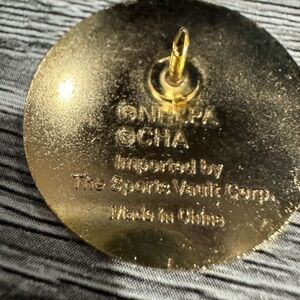 ©NHLPA
©CHA
Imported by
The Sports Vault Corp.
Made in China